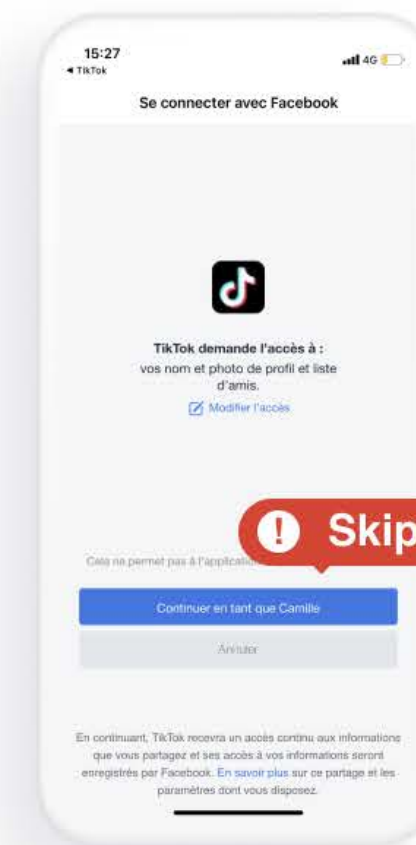 15:27
4G
◀ TikTok
Se connecter avec Facebook
TikTok demande l'accès à :
vos nom et photo de profil et liste
d'amis.
Modifier l'accès
! Skip
Cela ne permet pas à l'application
Continuer en tant que Camille
Annuler
En continuant, TikTok recevra un accès continu aux informations
que vous partagez et ses accès à vos informations seront
enregistrés par Facebook. En savoir plus sur ce partage et les
paramètres dont vous disposez.